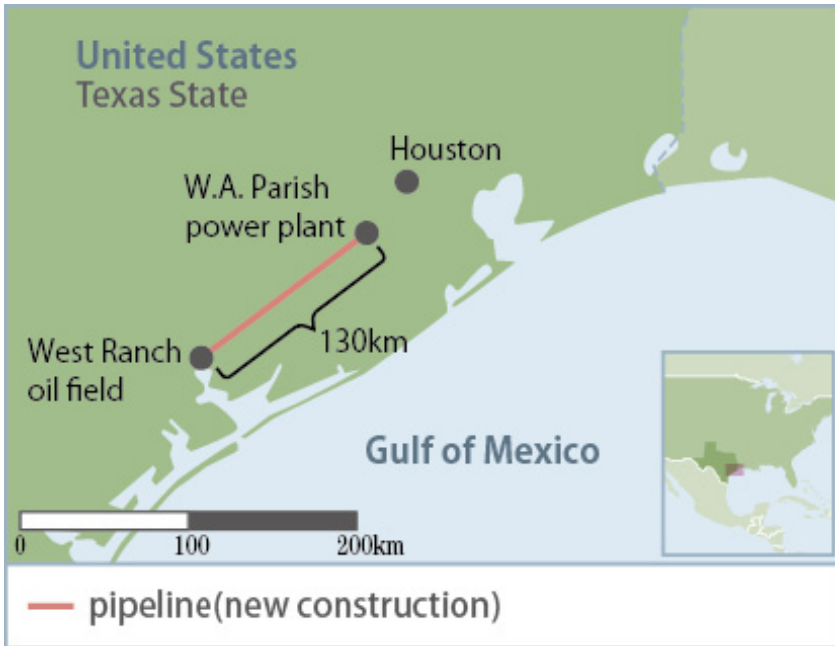 United States
Texas State
Houston
W.A. Parish
power plant
West Ranch
oil field
130km
Gulf of Mexico
0 100 200km
pipeline(new construction)